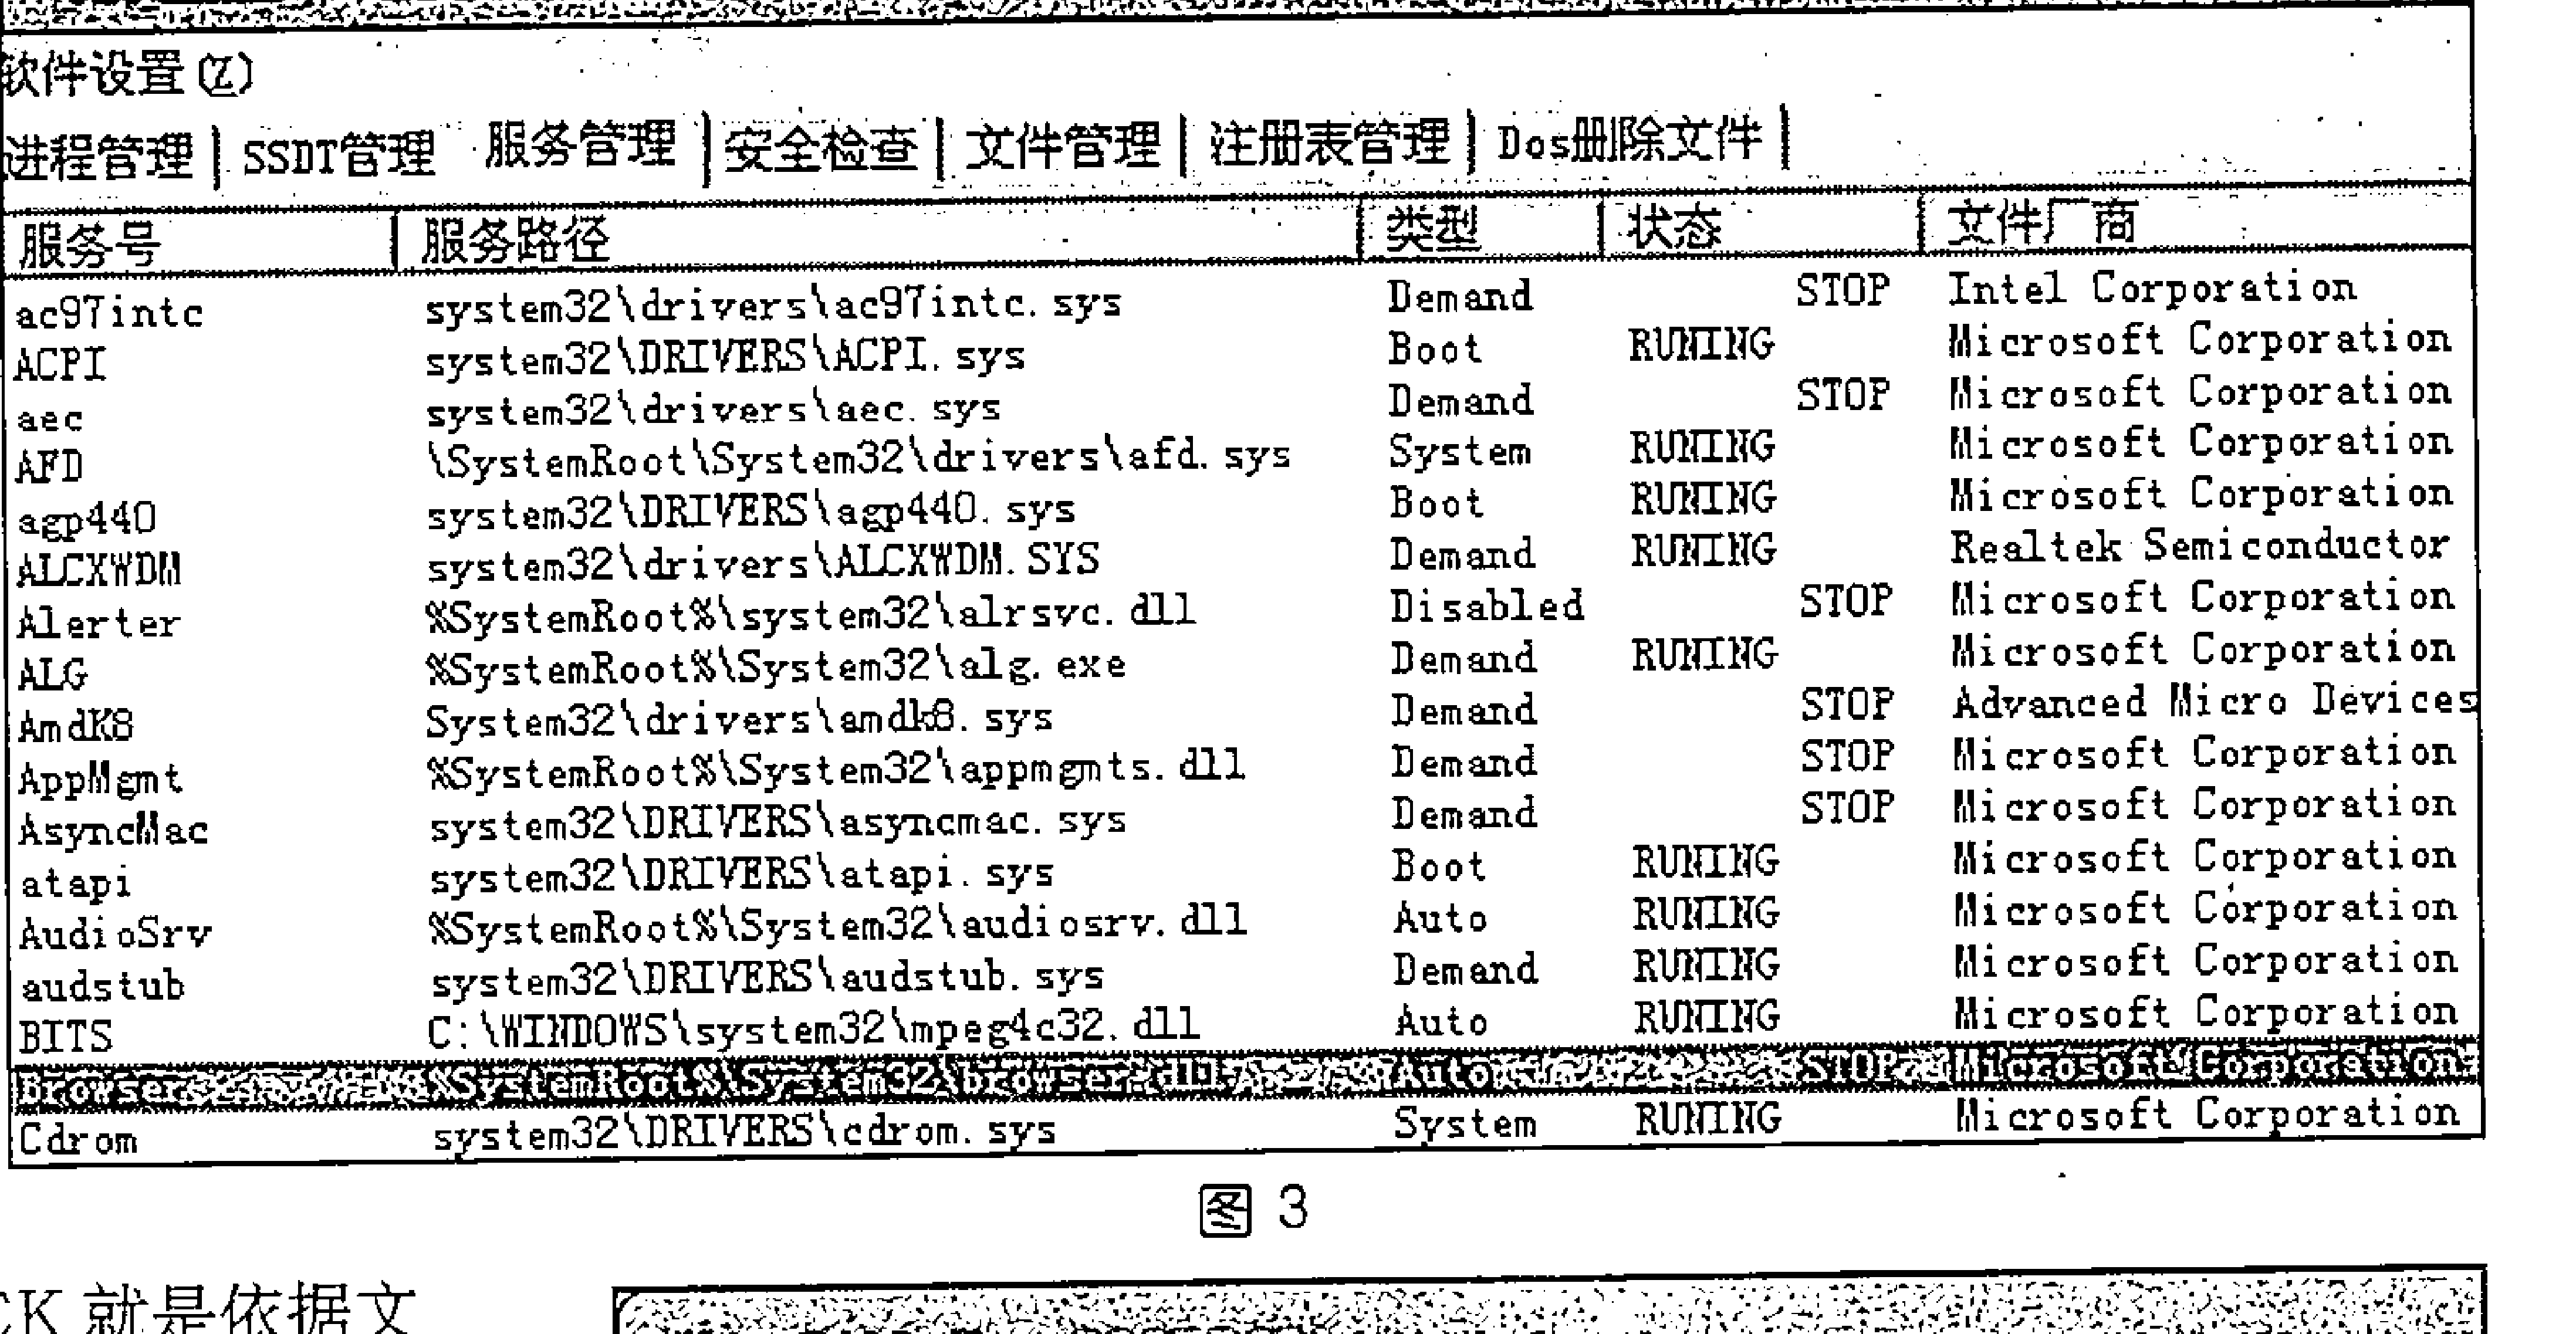 软件设置(Z)
进程管理 SSDT管理 服务管理 安全检查 文件管理 注册表管理 Dos删除文件
服务号 服务路径 类型 状态 文件厂商
ac97intc system32\drivers\ac97intc.sys Demand STOP Intel Corporation
ACPI system32\DRIVERS\ACPI.sys Boot RUNING Microsoft Corporation
aec system32\drivers\aec.sys Demand STOP Microsoft Corporation
AFD \SystemRoot\System32\drivers\afd.sys System RUNING Microsoft Corporation
agp440 system32\DRIVERS\agp440.sys Boot RUNING Microsoft Corporation
ALCXWDM system32\drivers\ALCXWDM.SYS Demand RUNING Realtek Semiconductor
Alerter %SystemRoot%\system32\alrsvc.dll Disabled STOP Microsoft Corporation
ALG %SystemRoot%\System32\alg.exe Demand RUNING Microsoft Corporation
AmdK8 System32\drivers\amdk8.sys Demand STOP Advanced Micro Devices
AppMgmt %SystemRoot%\System32\appmgmts.dll Demand STOP Microsoft Corporation
AsyncMac system32\DRIVERS\asyncmac.sys Demand STOP Microsoft Corporation
atapi system32\DRIVERS\atapi.sys Boot RUNING Microsoft Corporation
AudioSrv %SystemRoot%\System32\audiosrv.dll Auto RUNING Microsoft Corporation
audstub system32\DRIVERS\audstub.sys Demand RUNING Microsoft Corporation
BITS C:\WINDOWS\system32\mpeg4c32.dll Auto RUNING Microsoft Corporation
Browser %SystemRoot%\System32\browser.dll Auto STOP Microsoft Corporation
Cdrom system32\DRIVERS\cdrom.sys System RUNING Microsoft Corporation
图 3
CK 就是依据文